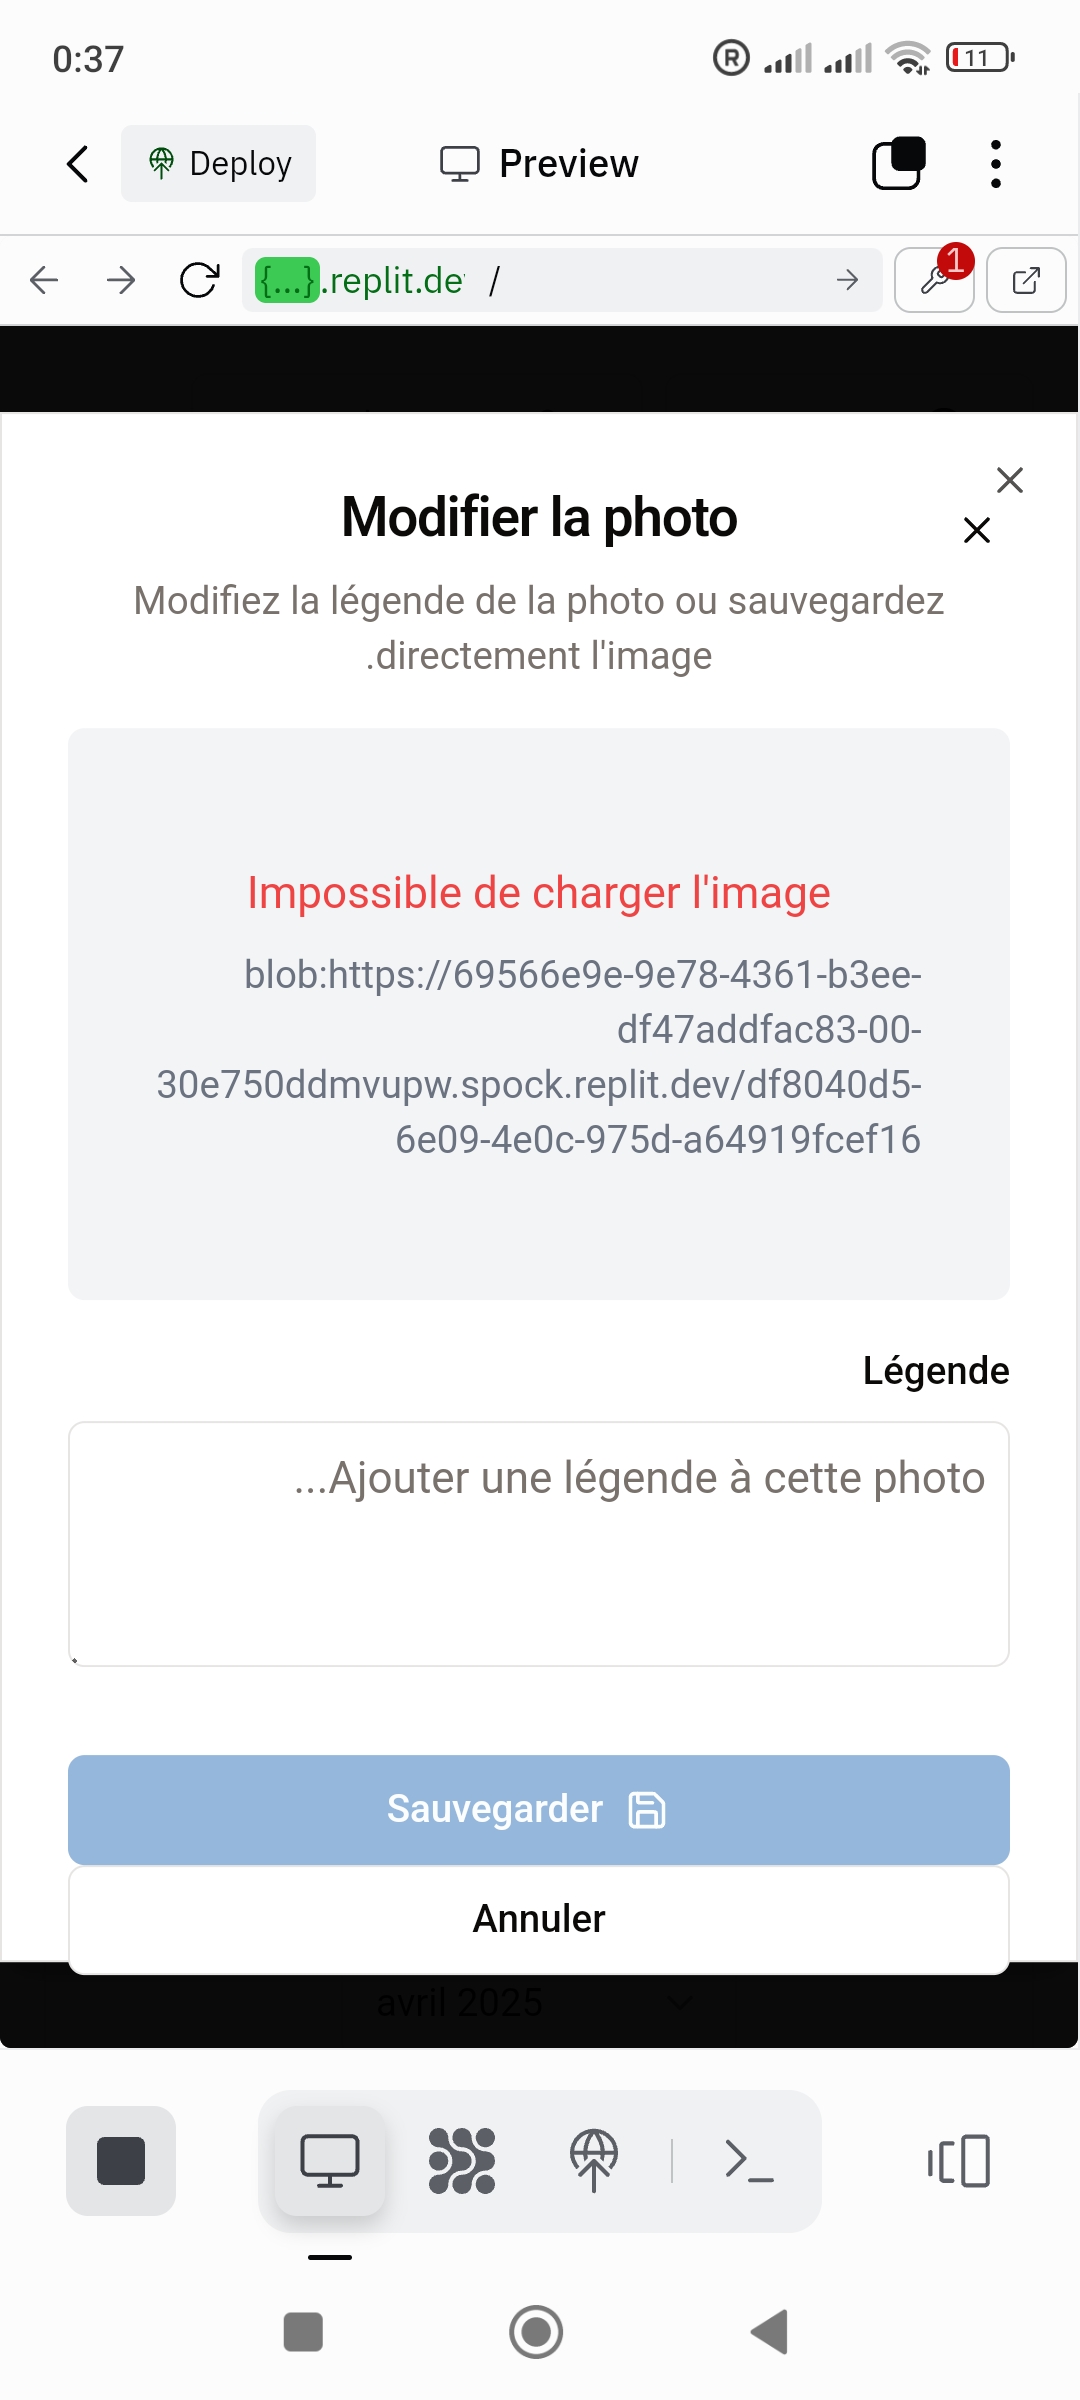 0:37
R
11
Deploy
Preview
{...}.replit.de
/
1
Modifier la photo
Modifiez la légende de la photo ou sauvegardez
.directement l'image
Impossible de charger l'image
blob:https://69566e9e-9e78-4361-b3ee-
df47addfac83-00-
30e750ddmvupw.spock.replit.dev/df8040d5-
6e09-4e0c-975d-a64919fcef16
Légende
...Ajouter une légende à cette photo
Sauvegarder
Annuler
avril 2025